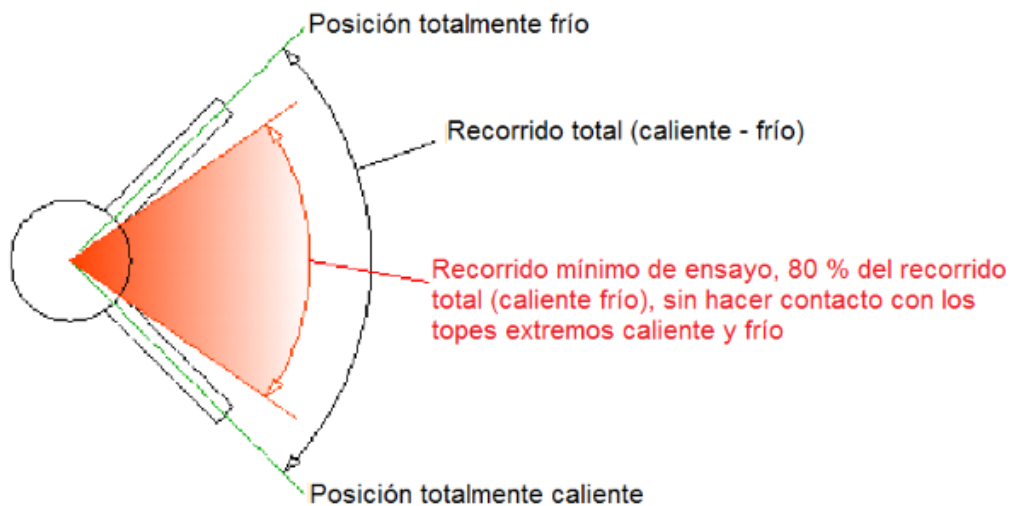 Posición totalmente frío
Recorrido total (caliente - frío)
Recorrido mínimo de ensayo, 80 % del recorrido
total (caliente frío), sin hacer contacto con los
topes extremos caliente y frío
Posición totalmente caliente